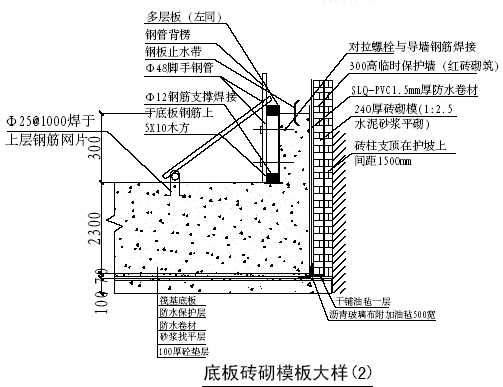 多层板（左同）
钢管背楞
钢板止水带
Φ48脚手钢管
Φ12钢筋支撑焊接
于底板钢筋上
5X10木方
Φ25@1000焊于
上层钢筋网片
对拉螺栓与导墙钢筋焊接
300高临时保护墙(红砖砌筑)
SLQ-PVC1.5mm厚防水卷材
240厚砖砌模(1:2.5
水泥砂浆平砌)
砖柱支顶在护坡上
间距1500mm
300
2300
70
100
筏基底板
防水保护层
防水卷材
砂浆找平层
100厚砼垫层
干铺油毡一层
沥青玻璃布附加油毡500宽
底板砖砌模板大样(2)